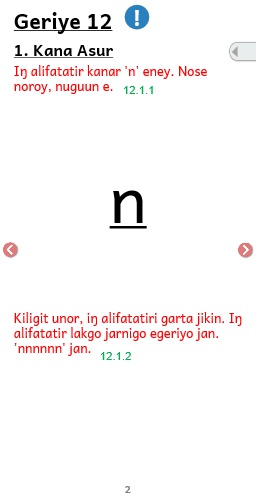 Geriye 12
1. Kana Asur
Iŋ alifatatir kanar 'n' eney. Nose
noroy, nuguun e. 12.1.1
n
Kiligit unor, iŋ alifatatiri garta jikin. Iŋ
alifatatir lakgo jarnigo egeriyo jan.
'nnnnnn' jan. 12.1.2
2